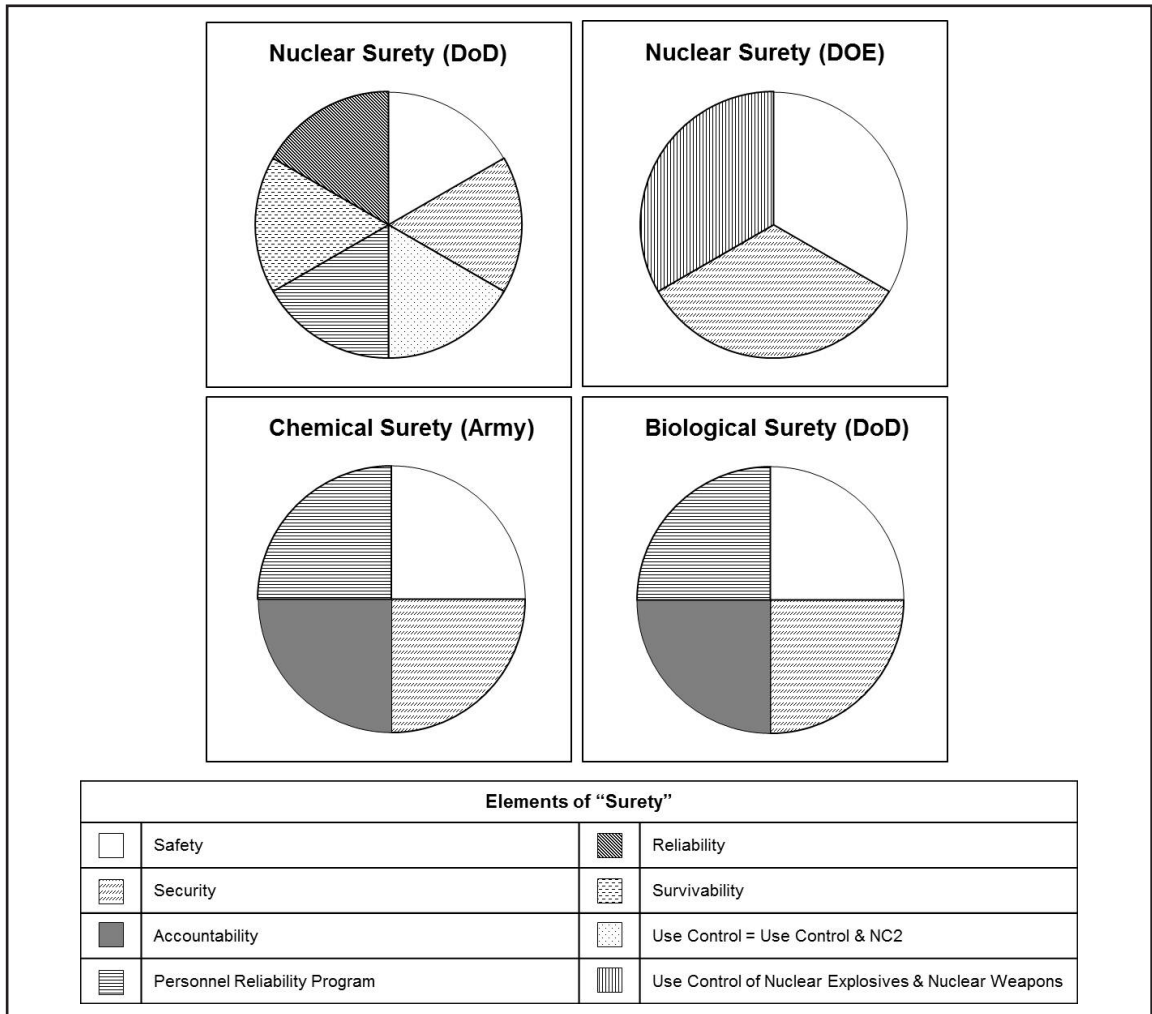 Nuclear Surety (DoD)
Nuclear Surety (DOE)
Chemical Surety (Army)
Biological Surety (DoD)
Elements of “Surety”
Safety
Reliability
Security
Survivability
Accountability
Use Control = Use Control & NC2
Personnel Reliability Program
Use Control of Nuclear Explosives & Nuclear Weapons